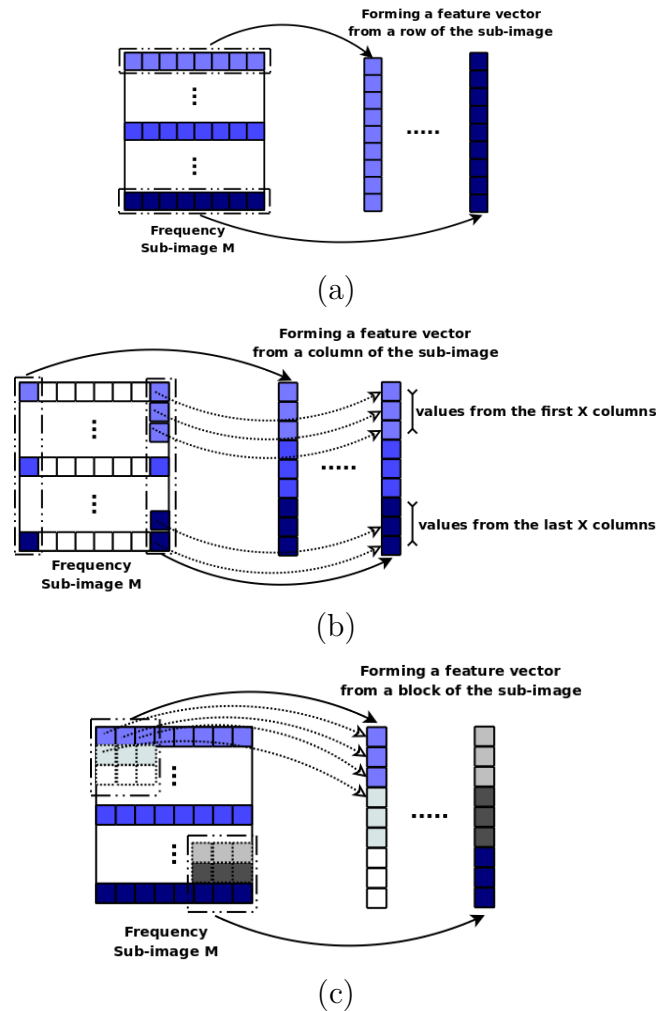 Forming a feature vector
from a row of the sub-image
Frequency
Sub-image M
(a)
Forming a feature vector
from a column of the sub-image
values from the first X columns
values from the last X columns
Frequency
Sub-image M
(b)
Forming a feature vector
from a block of the sub-image
Frequency
Sub-image M
(c)